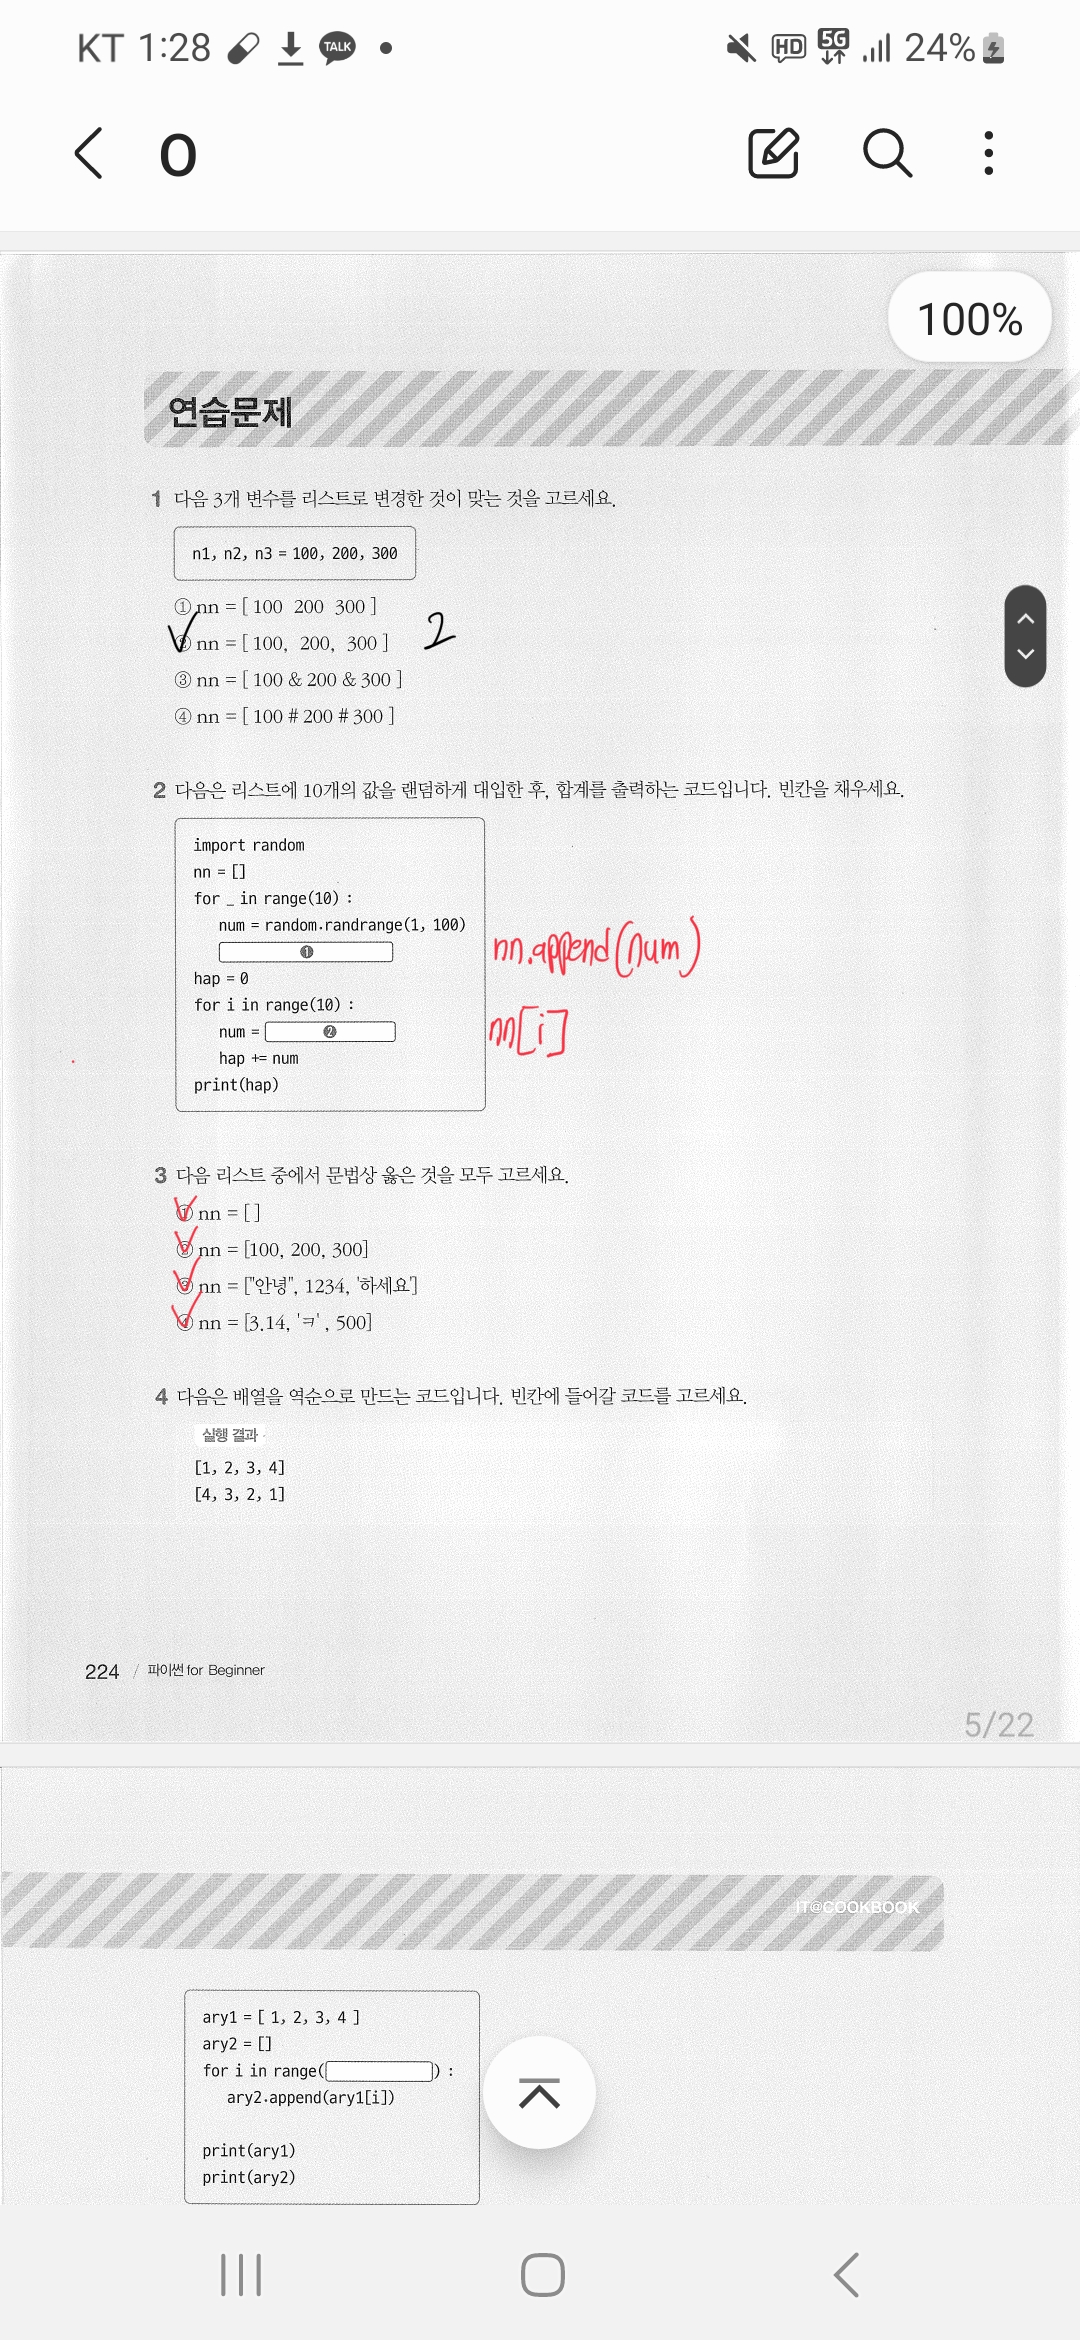 KT 1:28 TALK HD 5G 24%
O
100%
연습문제
1 다음 3개 변수를 리스트로 변경한 것이 맞는 것을 고르세요.
n1, n2, n3 = 100, 200, 300
① nn = [ 100 200 300 ]
② nn = [ 100, 200, 300 ] 2
③ nn = [ 100 & 200 & 300 ]
④ nn = [ 100 # 200 # 300 ]
2 다음은 리스트에 10개의 값을 랜덤하게 대입한 후, 합계를 출력하는 코드입니다. 빈칸을 채우세요.
import random
nn = []
for _ in range(10) :
num = random.randrange(1, 100)
❶ nn.append(num)
hap = 0
for i in range(10) :
num = ❷ nn[i]
hap += num
print(hap)
3 다음 리스트 중에서 문법상 옳은 것을 모두 고르세요.
① nn = [ ]
② nn = [100, 200, 300]
③ nn = ["안녕", 1234, '하세요']
④ nn = [3.14, 'ㅋ' , 500]
4 다음은 배열을 역순으로 만드는 코드입니다. 빈칸에 들어갈 코드를 고르세요.
실행 결과
[1, 2, 3, 4]
[4, 3, 2, 1]
224 / 파이썬 for Beginner
5/22
IT@COOKBOOK
ary1 = [ 1, 2, 3, 4 ]
ary2 = []
for i in range( ) :
ary2.append(ary1[i])
print(ary1)
print(ary2)